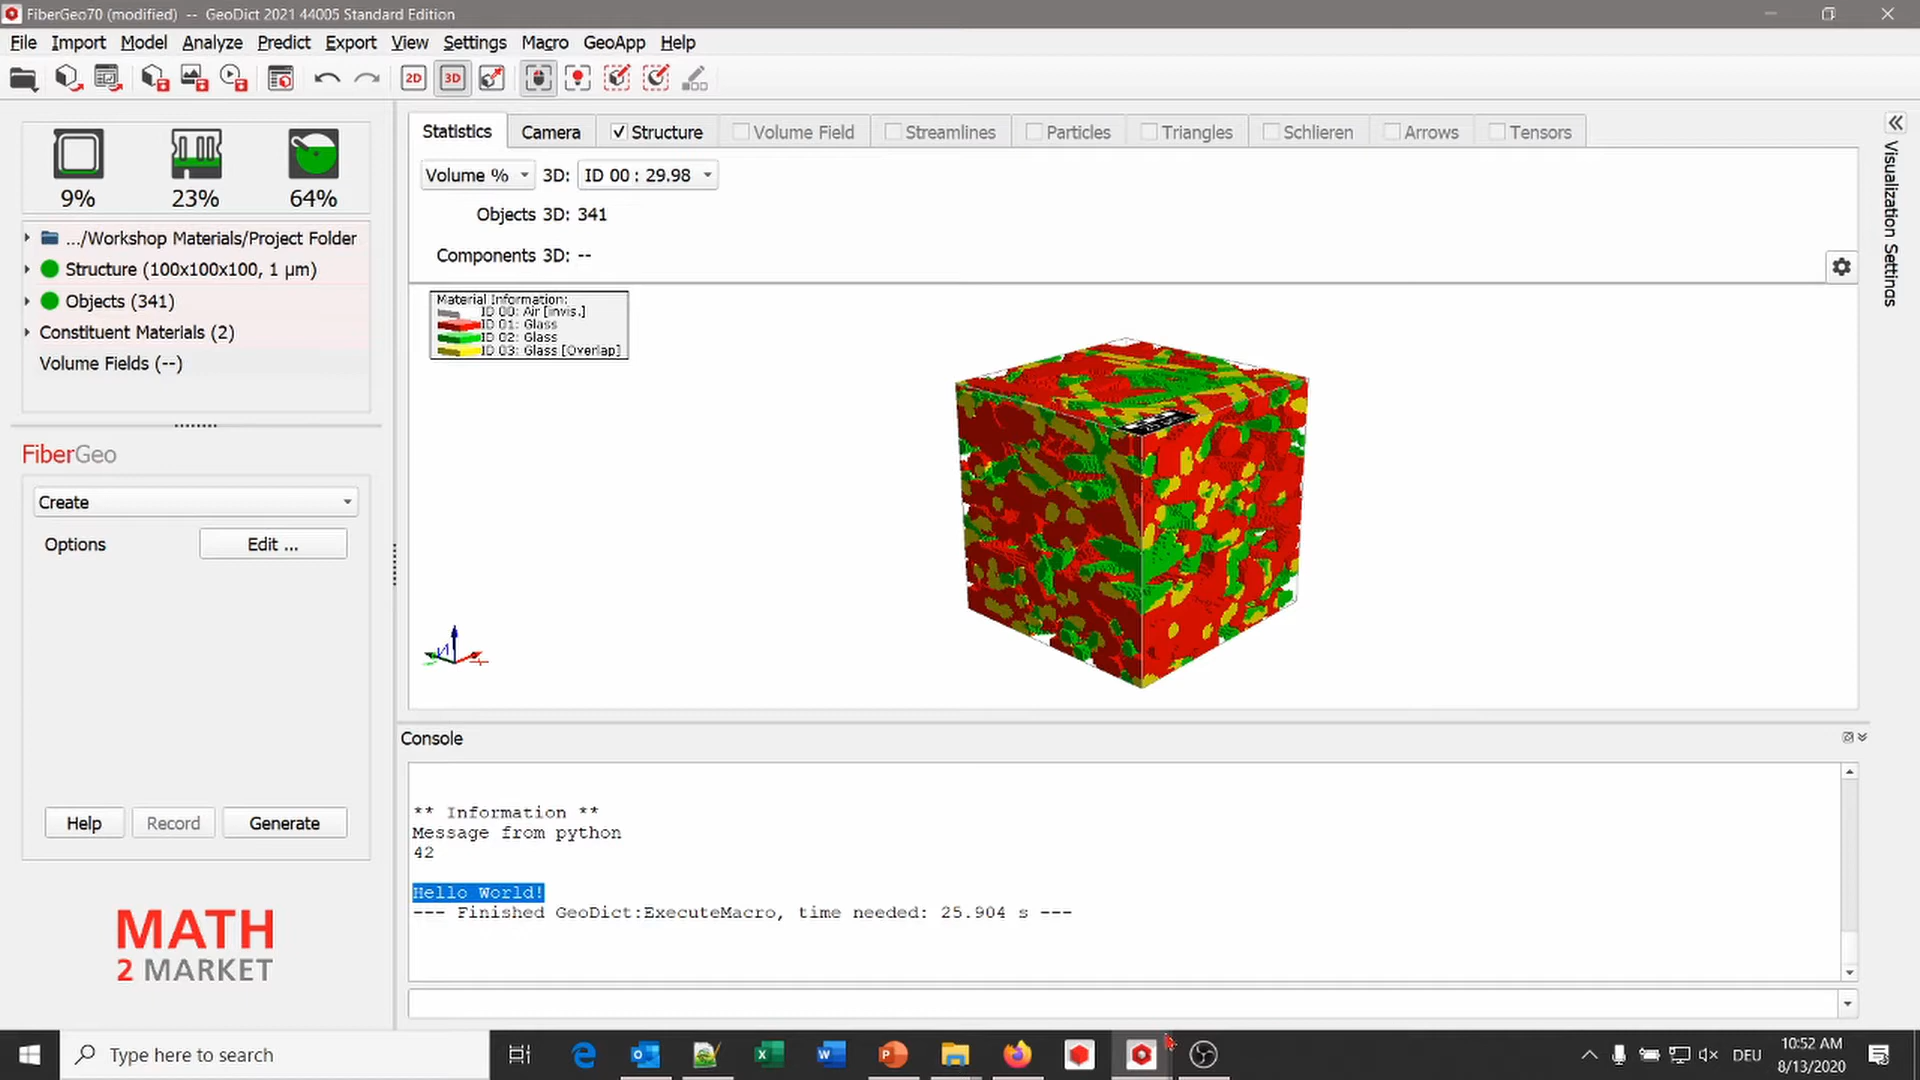 FiberGeo70 (modified) -- GeoDict 2021 44005 Standard Edition
File Import Model Analyze Predict Export View Settings Macro GeoApp Help
2D 3D
9% 23% 64%
.../Workshop Materials/Project Folder
Structure (100x100x100, 1 µm)
Objects (341)
Constituent Materials (2)
Volume Fields (--)
FiberGeo
Create
Options Edit ...
Help Record Generate
MATH
2 MARKET
Statistics Camera Structure Volume Field Streamlines Particles Triangles Schlieren Arrows Tensors
Volume % 3D: ID 00 : 29.98
Objects 3D: 341
Components 3D: --
Visualization Settings
Material Information:
ID 00: Air [invis.]
ID 01: Glass
ID 02: Glass
ID 03: Glass [Overlap]
Console
** Information **
Message from python
42
Hello World!
--- Finished GeoDict:ExecuteMacro, time needed: 25.904 s ---
Type here to search
DEU
10:52 AM
8/13/2020